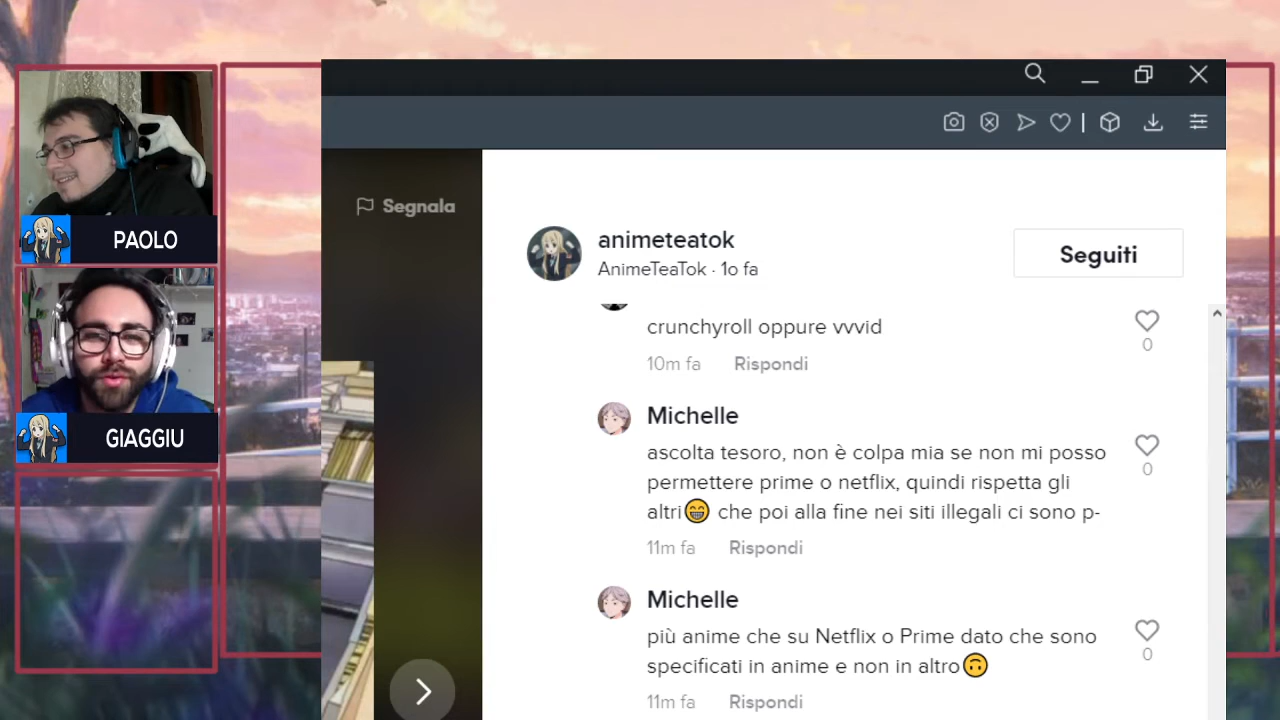 PAOLO
GIAGGIU
Segnala
animeteatok
AnimeTeaTok · 1o fa
Seguiti
crunchyroll oppure vvvid
0
10m fa Rispondi
Michelle
ascolta tesoro, non è colpa mia se non mi posso
permettere prime o netflix, quindi rispetta gli
altri😁 che poi alla fine nei siti illegali ci sono p-
0
11m fa Rispondi
Michelle
più anime che su Netflix o Prime dato che sono
specificati in anime e non in altro🙃
0
11m fa Rispondi